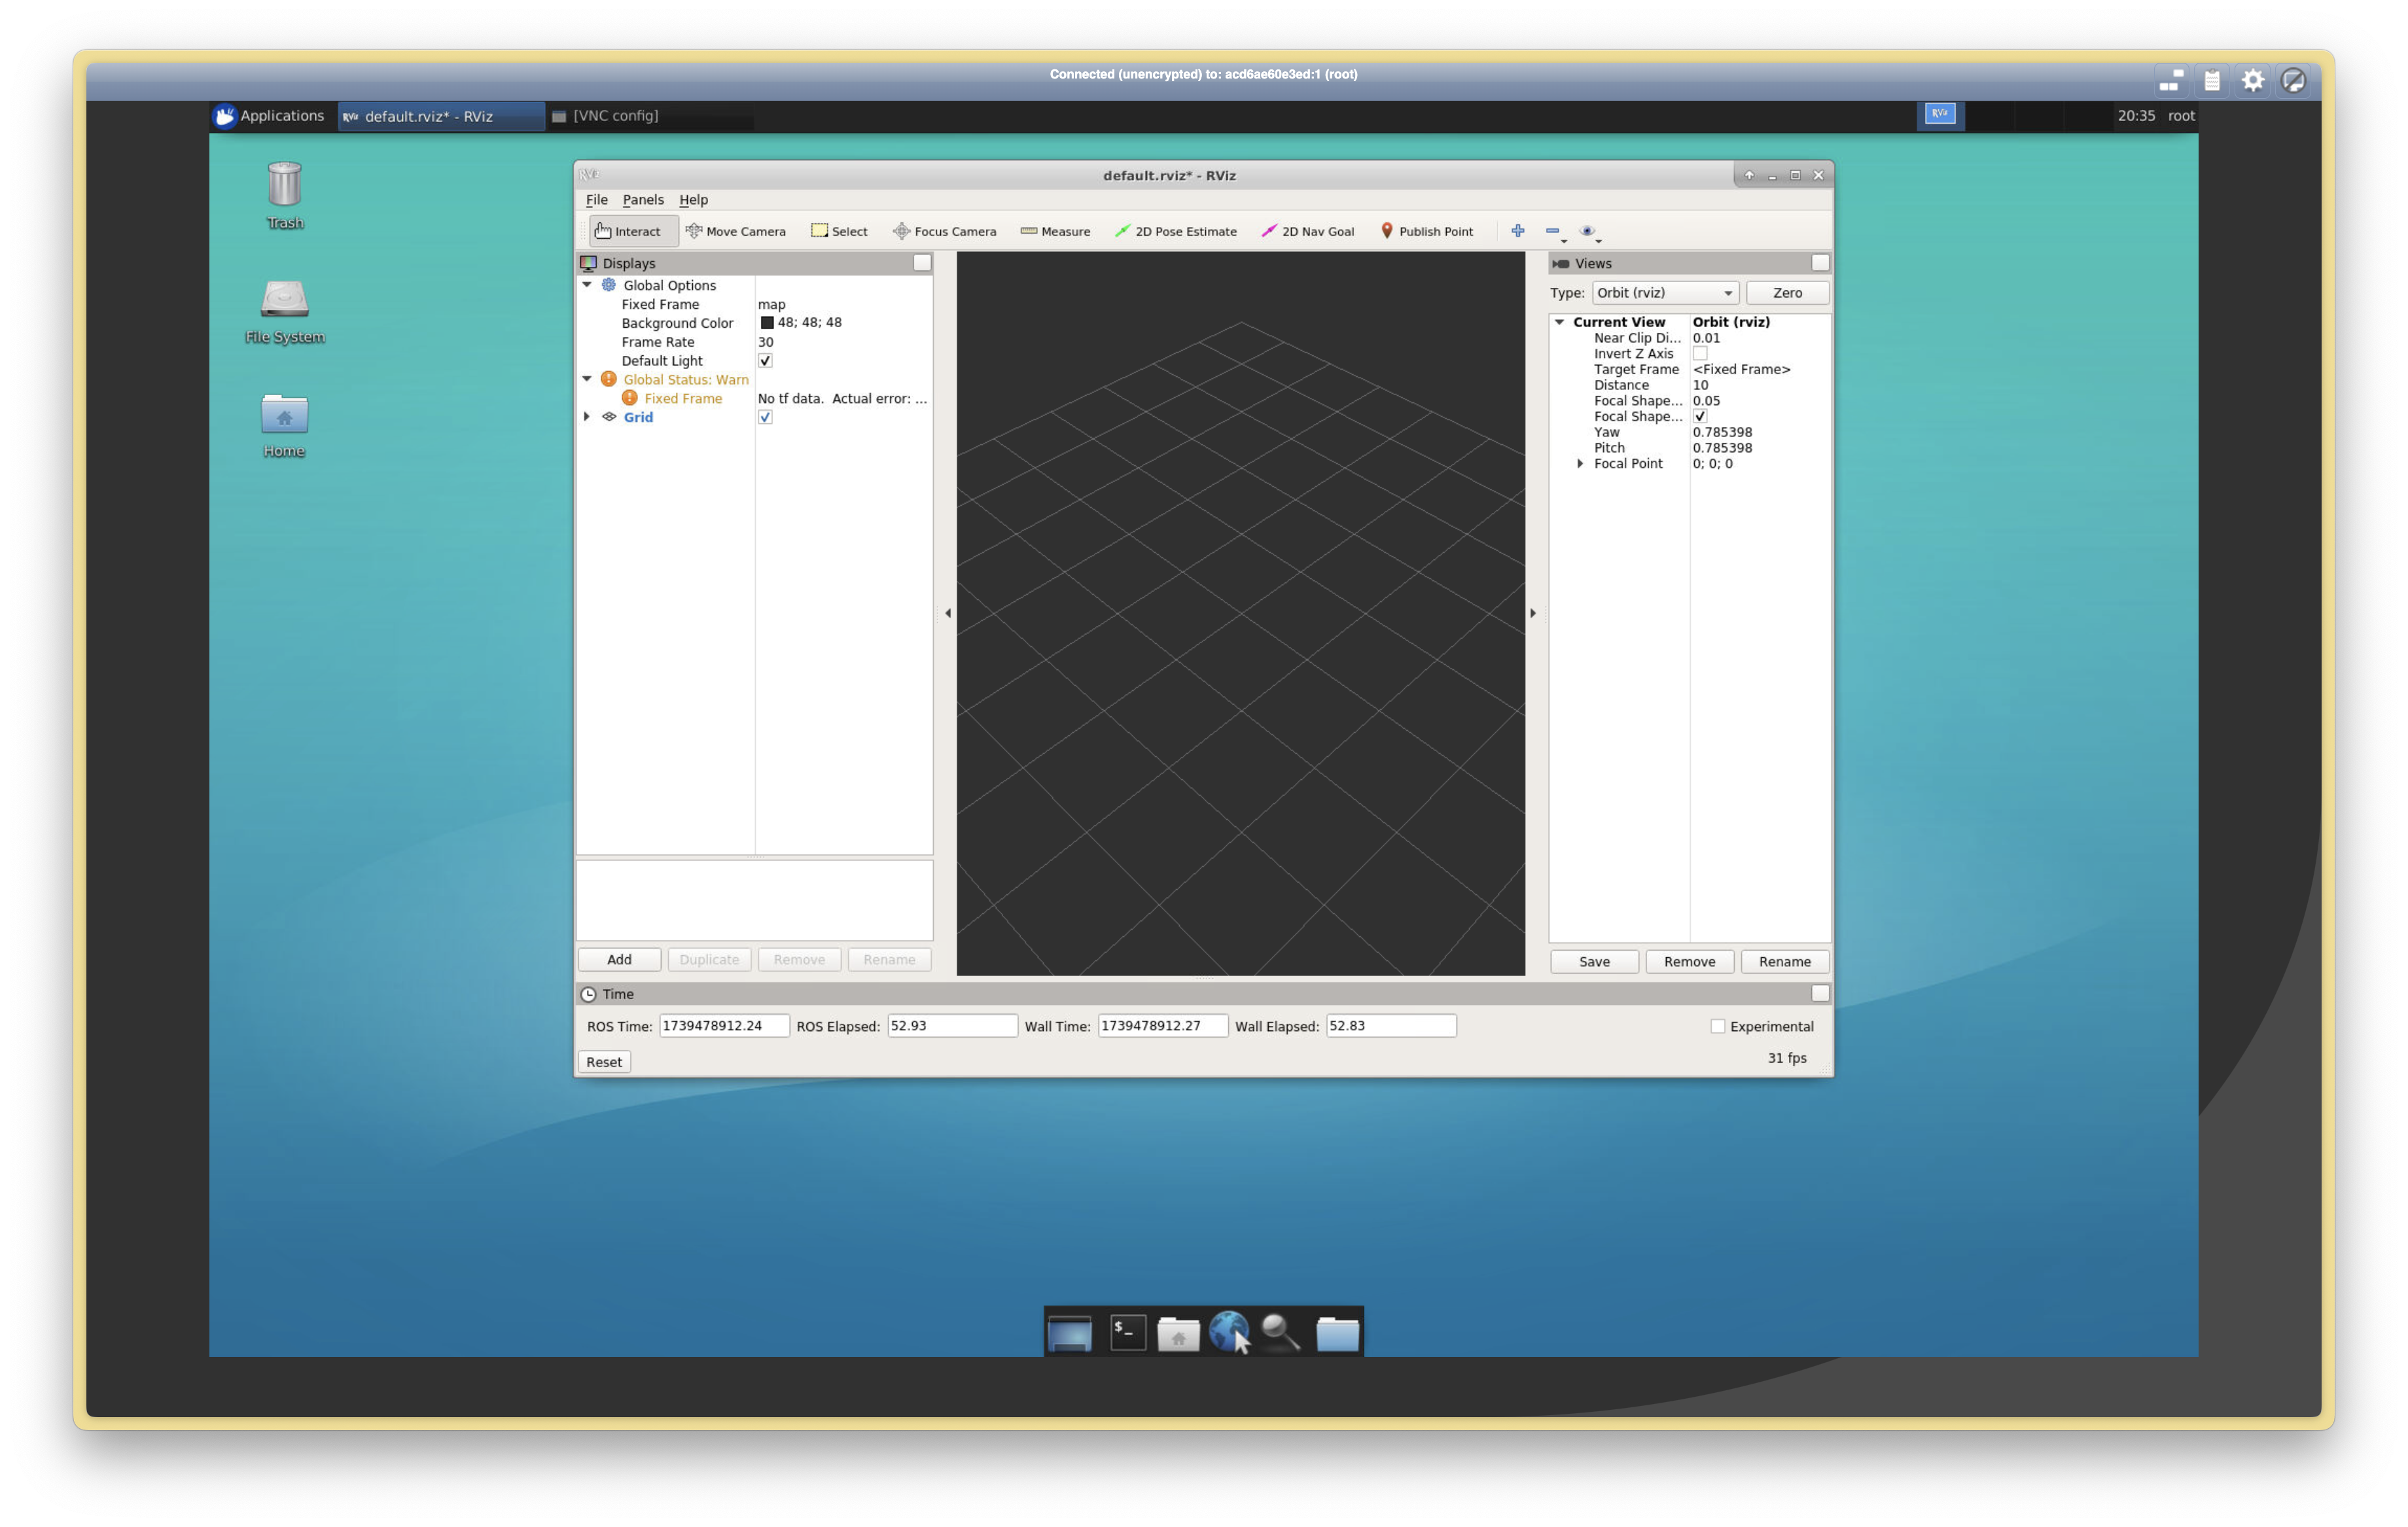 Connected (unencrypted) to: acd6ae60e3ed:1 (root)
Applications
RViz default.rviz* - RViz
[VNC config]
RViz
20:35 root
Trash
File System
Home
RViz
default.rviz* - RViz
File Panels Help
Interact Move Camera Select Focus Camera Measure 2D Pose Estimate 2D Nav Goal Publish Point
Displays
Global Options
Fixed Frame map
Background Color 48; 48; 48
Frame Rate 30
Default Light
Global Status: Warn
Fixed Frame No tf data. Actual error: ...
Grid
Add Duplicate Remove Rename
Views
Type: Orbit (rviz) Zero
Current View Orbit (rviz)
Near Clip Di... 0.01
Invert Z Axis
Target Frame <Fixed Frame>
Distance 10
Focal Shape... 0.05
Focal Shape...
Yaw 0.785398
Pitch 0.785398
Focal Point 0; 0; 0
Save Remove Rename
Time
ROS Time: 1739478912.24 ROS Elapsed: 52.93 Wall Time: 1739478912.27 Wall Elapsed: 52.83 Experimental
Reset 31 fps
$_